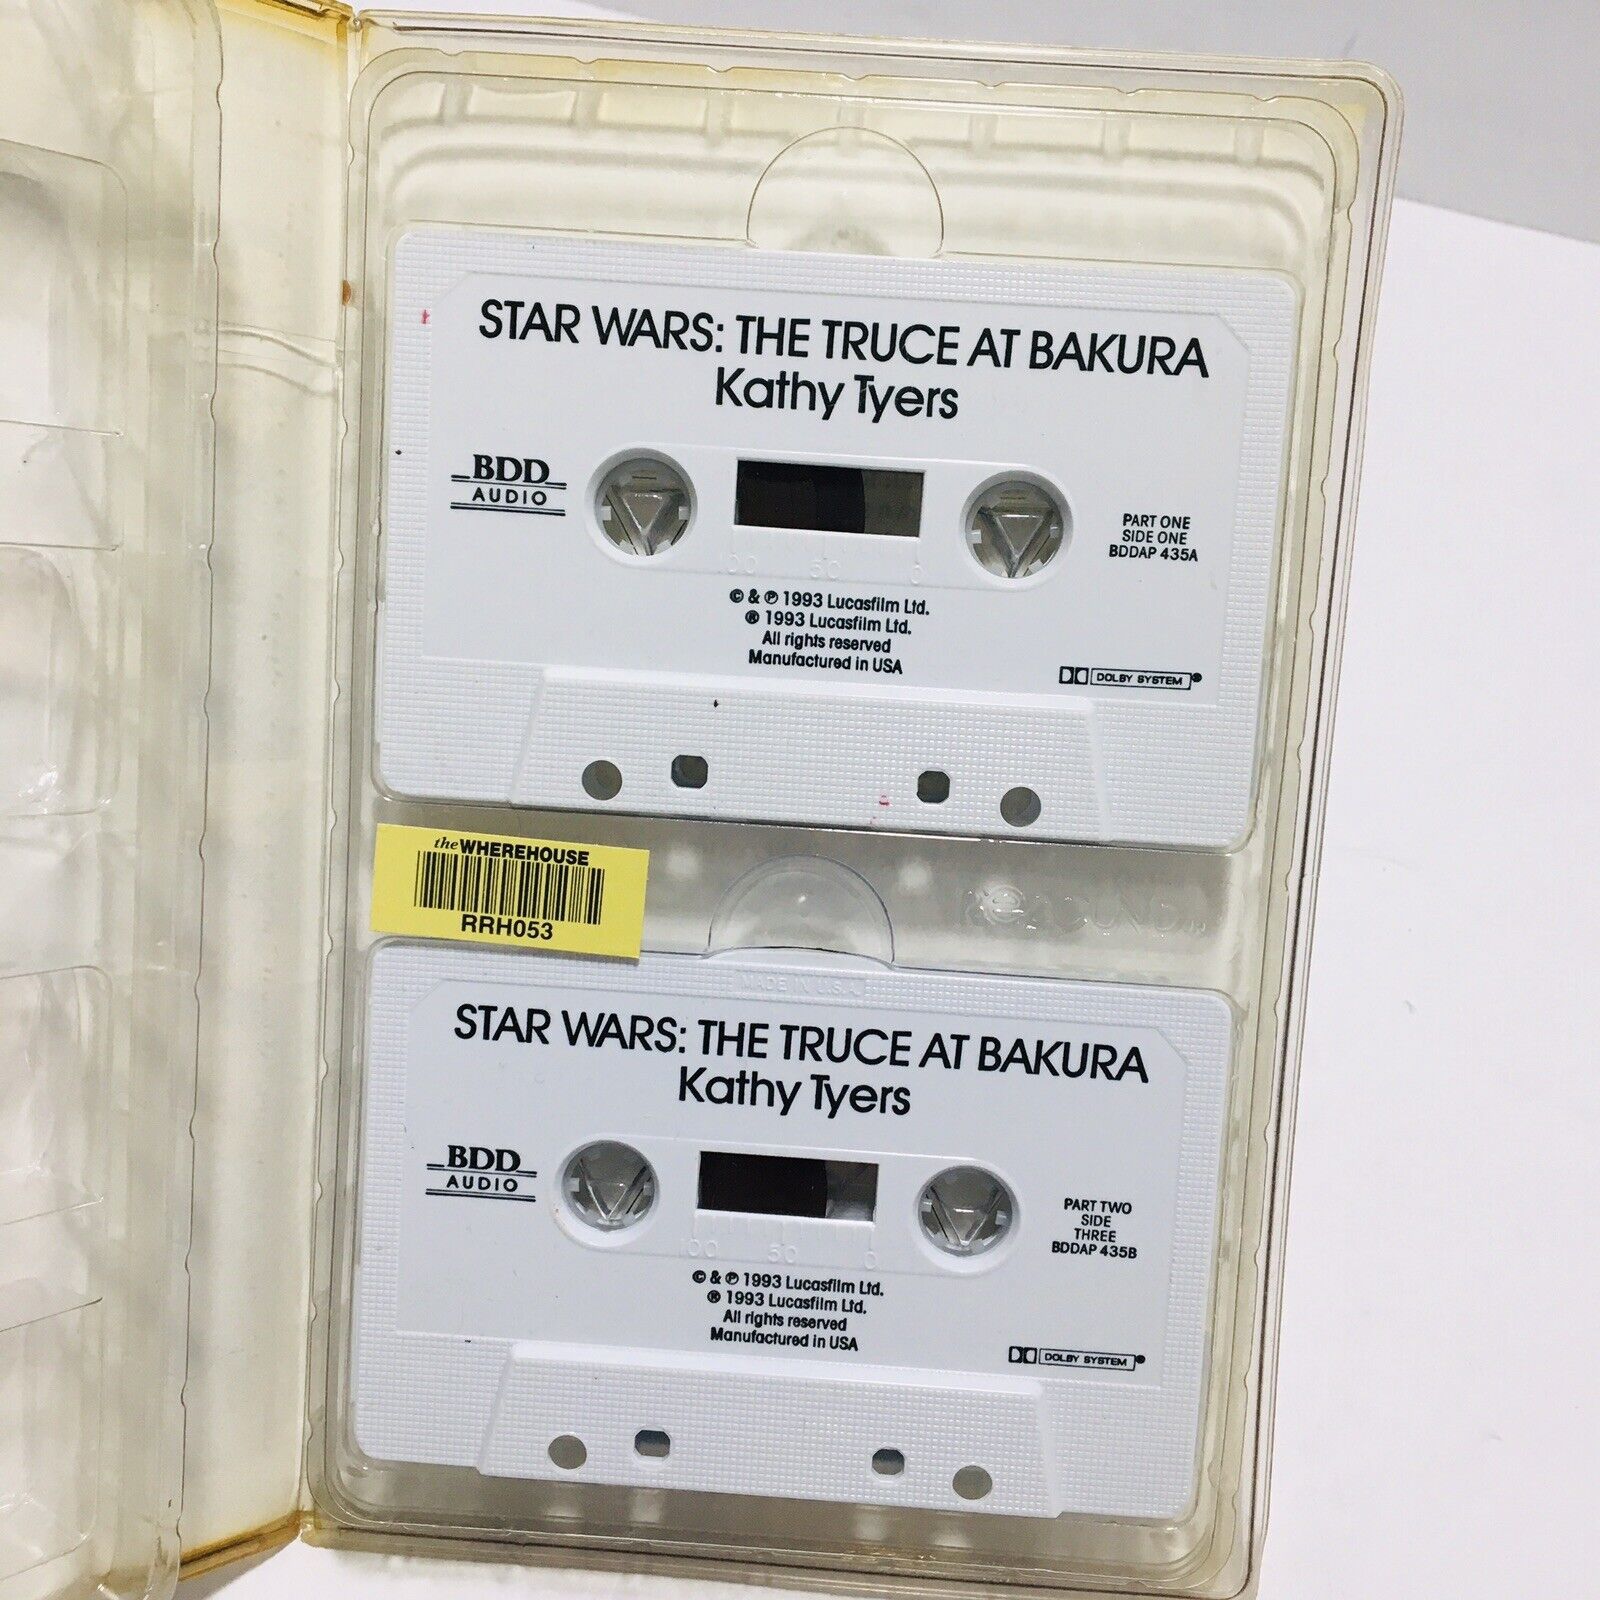 STAR WARS: THE TRUCE AT BAKURA
Kathy Tyers
BDD
AUDIO
PART ONE
SIDE ONE
BDDAP 435A
100 50 0
© & ℗ 1993 Lucasfilm Ltd.
® 1993 Lucasfilm Ltd.
All rights reserved
Manufactured in USA
DOLBY SYSTEM®
the WHEREHOUSE
RRH053
MADE IN U.S.A.
STAR WARS: THE TRUCE AT BAKURA
Kathy Tyers
BDD
AUDIO
PART TWO
SIDE
THREE
BDDAP 435B
100 50 0
© & ℗ 1993 Lucasfilm Ltd.
® 1993 Lucasfilm Ltd.
All rights reserved
Manufactured in USA
DOLBY SYSTEM®